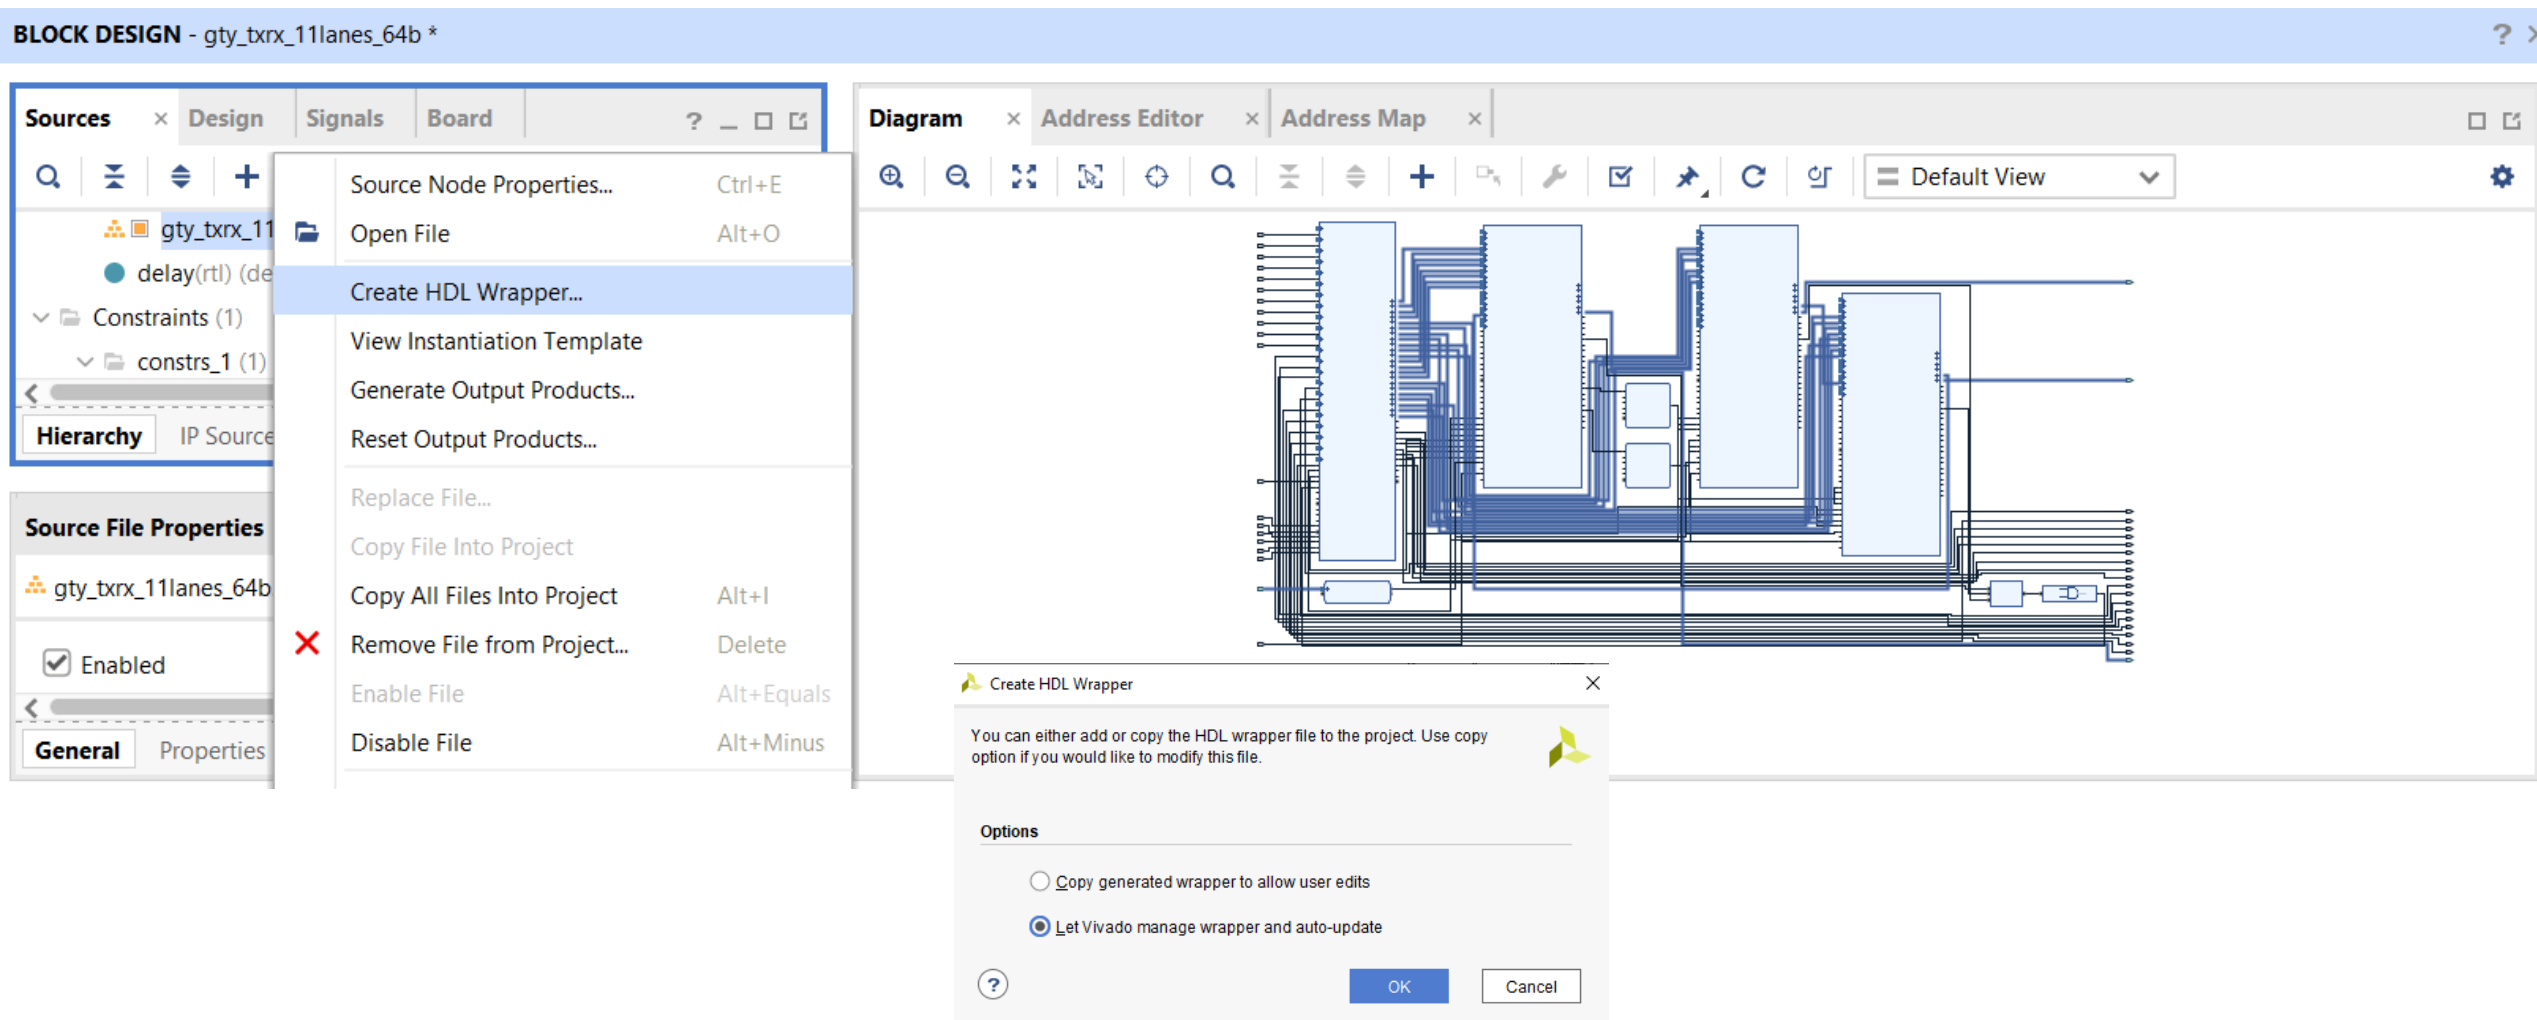 BLOCK DESIGN - gty_txrx_11lanes_64b *
Sources
Design
Signals
Board
gty_txrx_11
delay(rtl) (de
Constraints (1)
constrs_1 (1)
Hierarchy
IP Source
Source File Properties
gty_txrx_11lanes_64b
Enabled
General
Properties
Source Node Properties... Ctrl+E
Open File Alt+O
Create HDL Wrapper...
View Instantiation Template
Generate Output Products...
Reset Output Products...
Replace File...
Copy File Into Project
Copy All Files Into Project Alt+I
Remove File from Project... Delete
Enable File Alt+Equals
Disable File Alt+Minus
Diagram
Address Editor
Address Map
Default View
Create HDL Wrapper
You can either add or copy the HDL wrapper file to the project. Use copy
option if you would like to modify this file.
Options
Copy generated wrapper to allow user edits
Let Vivado manage wrapper and auto-update
OK
Cancel